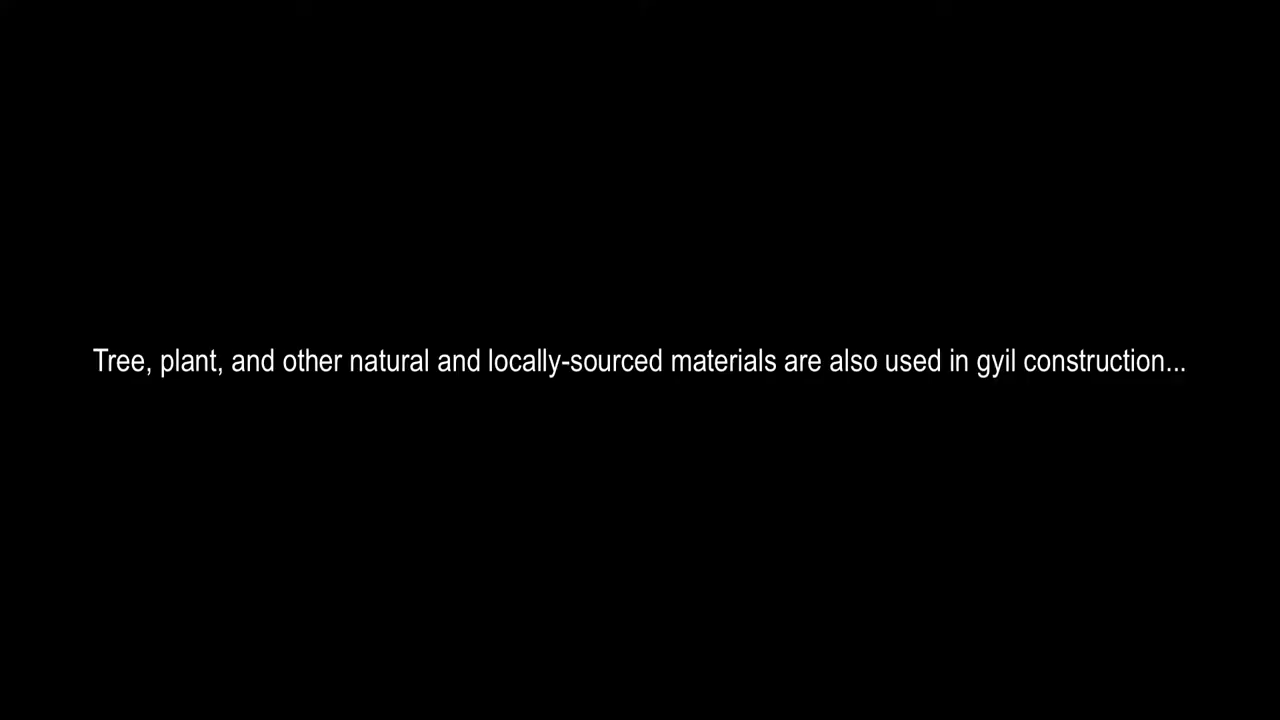 Tree, plant, and other natural and locally-sourced materials are also used in gyil construction...